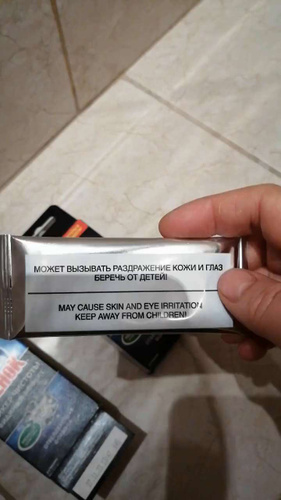 МОЖЕТ ВЫЗЫВАТЬ РАЗДРАЖЕНИЕ КОЖИ И ГЛАЗ
БЕРЕЧЬ ОТ ДЕТЕЙ!
MAY CAUSE SKIN AND EYE IRRITATION
KEEP AWAY FROM CHILDREN!